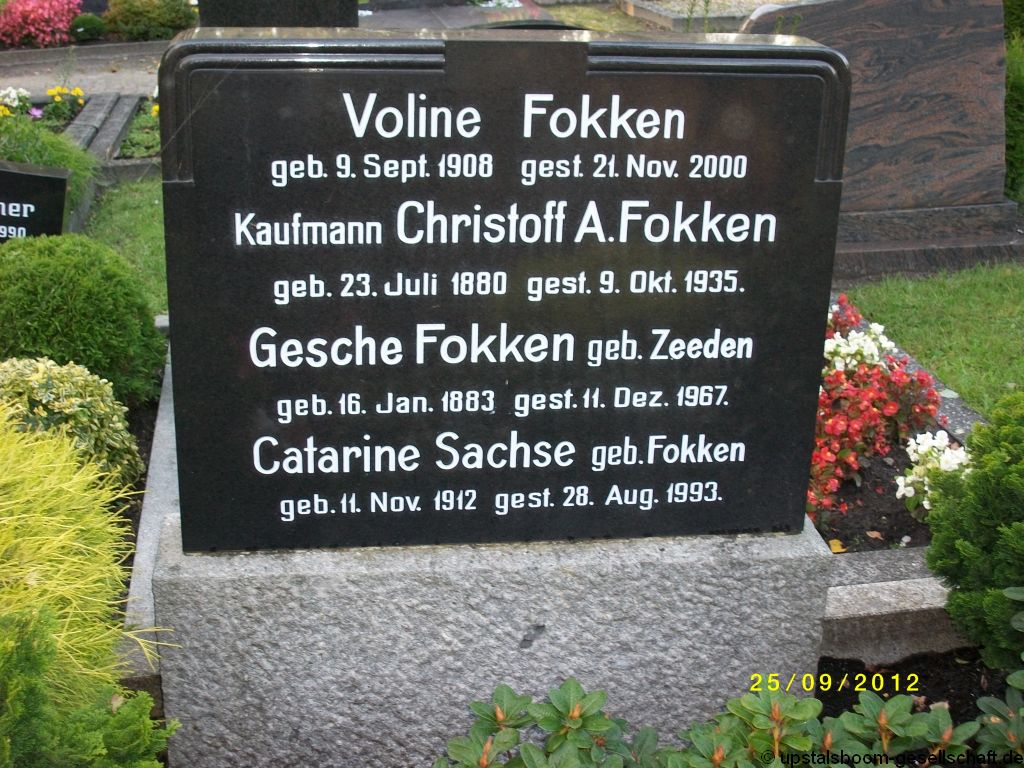 Voline Fokken
geb. 9. Sept. 1908 gest. 21. Nov. 2000
Kaufmann Christoff A. Fokken
geb. 23. Juli 1880 gest. 9. Okt. 1935.
Gesche Fokken geb. Zeeden
geb. 16. Jan. 1883 gest. 11. Dez. 1967.
Catarine Sachse geb. Fokken
geb. 11. Nov. 1912 gest. 28. Aug. 1993.
990
25/09/2012
© upstalsboom-gesellschaft.de